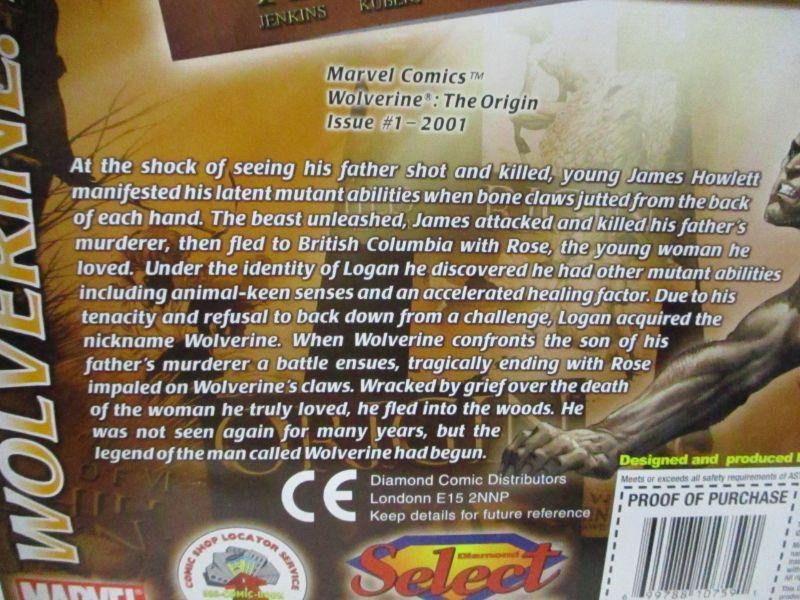 JENKINS KUBERT
Marvel Comics™
Wolverine®: The Origin
Issue #1 – 2001
At the shock of seeing his father shot and killed, young James Howlett
manifested his latent mutant abilities when bone claws jutted from the back
of each hand. The beast unleashed, James attacked and killed his father's
murderer, then fled to British Columbia with Rose, the young woman he
loved. Under the identity of Logan he discovered he had other mutant abilities
including animal-keen senses and an accelerated healing factor. Due to his
tenacity and refusal to back down from a challenge, Logan acquired the
nickname Wolverine. When Wolverine confronts the son of his
father's murderer a battle ensues, tragically ending with Rose
impaled on Wolverine's claws. Wracked by grief over the death
of the woman he truly loved, he fled into the woods. He
was not seen again for many years, but the
legend of the man called Wolverine had begun.
WOLVERINE:
ORIGIN
CE
Diamond Comic Distributors
Londonn E15 2NNP
Keep details for future reference
Designed and produced
Meets or exceeds all safety requirements of AS
PROOF OF PURCHASE
6 99788 10759 1
COMIC SHOP LOCATOR SERVICE
888-COMIC-BOOK
Diamond
Select
MARVEL